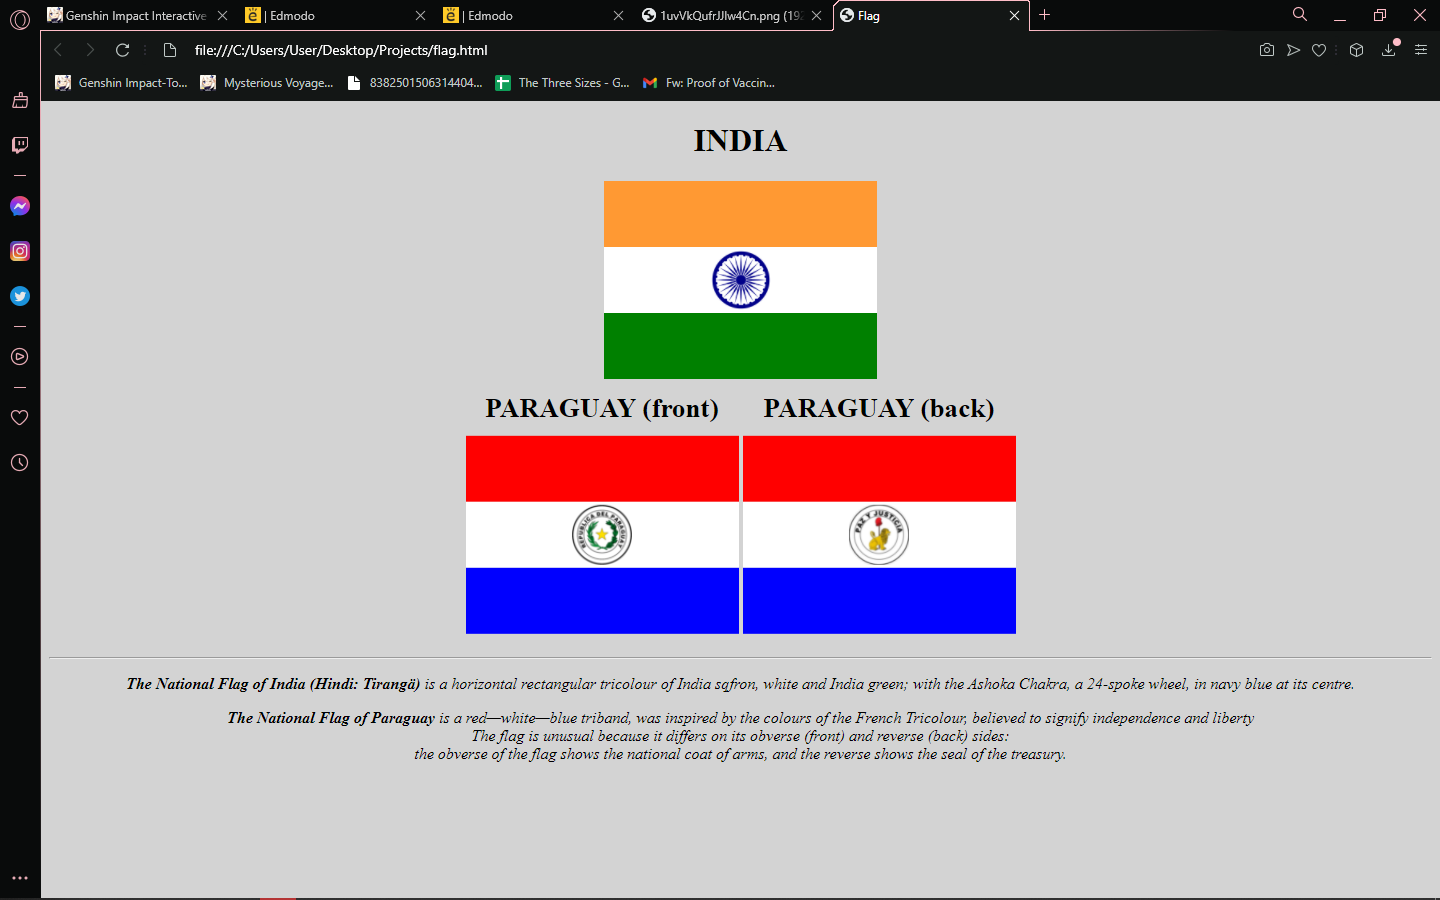 Genshin Impact Interactive
| Edmodo
| Edmodo
1uvVkQufrJJlw4Cn.png (192
Flag
file:///C:/Users/User/Desktop/Projects/flag.html
Genshin Impact-To...
Mysterious Voyage...
8382501506314404...
The Three Sizes - G...
Fw: Proof of Vaccin...
INDIA
PARAGUAY (front)
PARAGUAY (back)
REPUBLICA DEL PARAGUAY
PAZ Y JUSTICIA
The National Flag of India (Hindi: Tirangā) is a horizontal rectangular tricolour of India saffron, white and India green; with the Ashoka Chakra, a 24-spoke wheel, in navy blue at its centre.
The National Flag of Paraguay is a red—white—blue triband, was inspired by the colours of the French Tricolour, believed to signify independence and liberty
The flag is unusual because it differs on its obverse (front) and reverse (back) sides:
the obverse of the flag shows the national coat of arms, and the reverse shows the seal of the treasury.